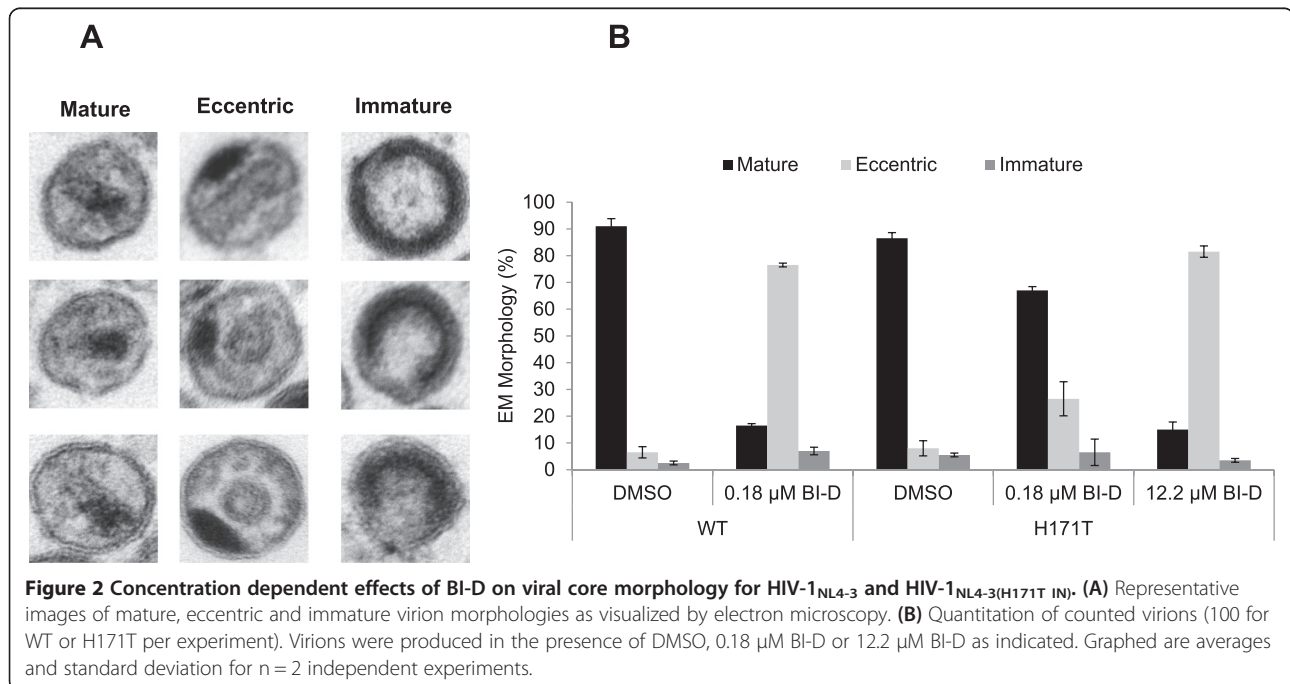 A
B
Mature Eccentric Immature
Mature Eccentric Immature
EM Morphology (%)
100
90
80
70
60
50
40
30
20
10
0
DMSO 0.18 µM BI-D DMSO 0.18 µM BI-D 12.2 µM BI-D
WT H171T
Figure 2 Concentration dependent effects of BI-D on viral core morphology for HIV-1NL4-3 and HIV-1NL4-3(H171T IN). (A) Representative
images of mature, eccentric and immature virion morphologies as visualized by electron microscopy. (B) Quantitation of counted virions (100 for
WT or H171T per experiment). Virions were produced in the presence of DMSO, 0.18 µM BI-D or 12.2 µM BI-D as indicated. Graphed are averages
and standard deviation for n = 2 independent experiments.